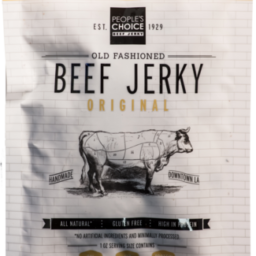 PEOPLE'S
CHOICE
BEEF JERKY
EST. 1929
OLD FASHIONED
BEEF JERKY
ORIGINAL
HANDMADE
DOWNTOWN LA
ALL NATURAL* GLUTEN FREE HIGH IN PROTEIN
*NO ARTIFICIAL INGREDIENTS AND MINIMALLY PROCESSED.
1 OZ SERVING SIZE CONTAINS